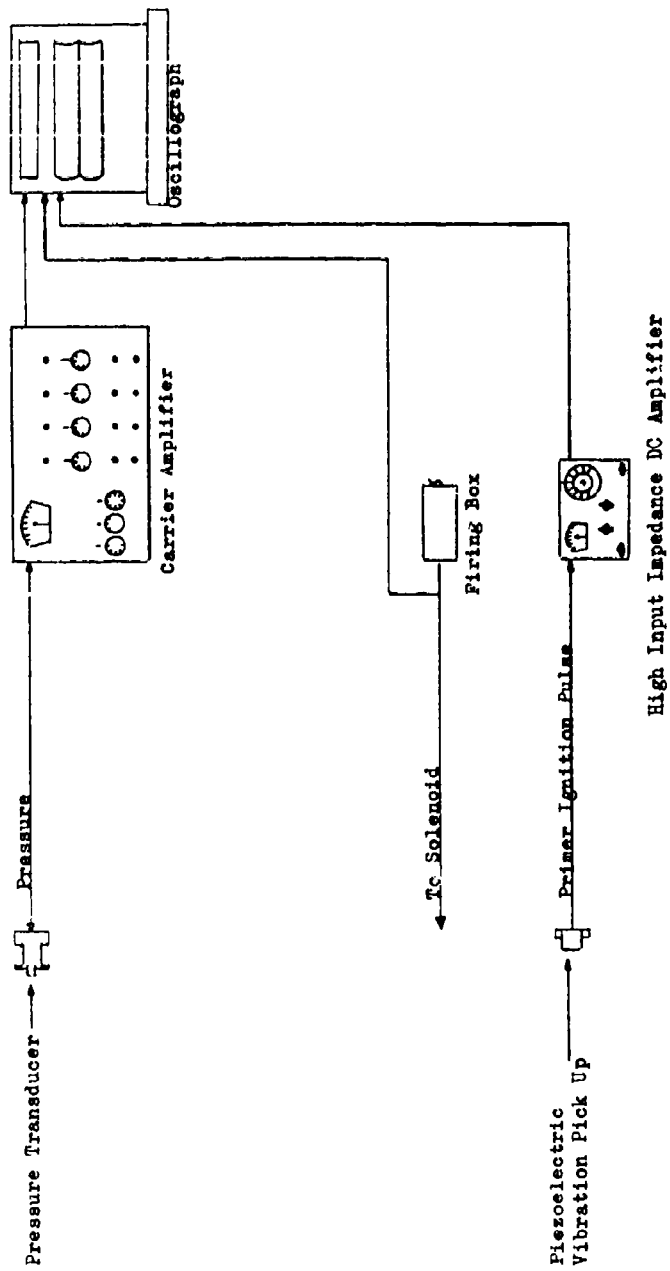 Pressure Transducer
Pressure
Carrier Amplifier
Oscillograph
To Solenoid
Firing Box
Piezoelectric
Vibration Pick Up
Primer Ignition Pulse
High Input Impedance DC Amplifier